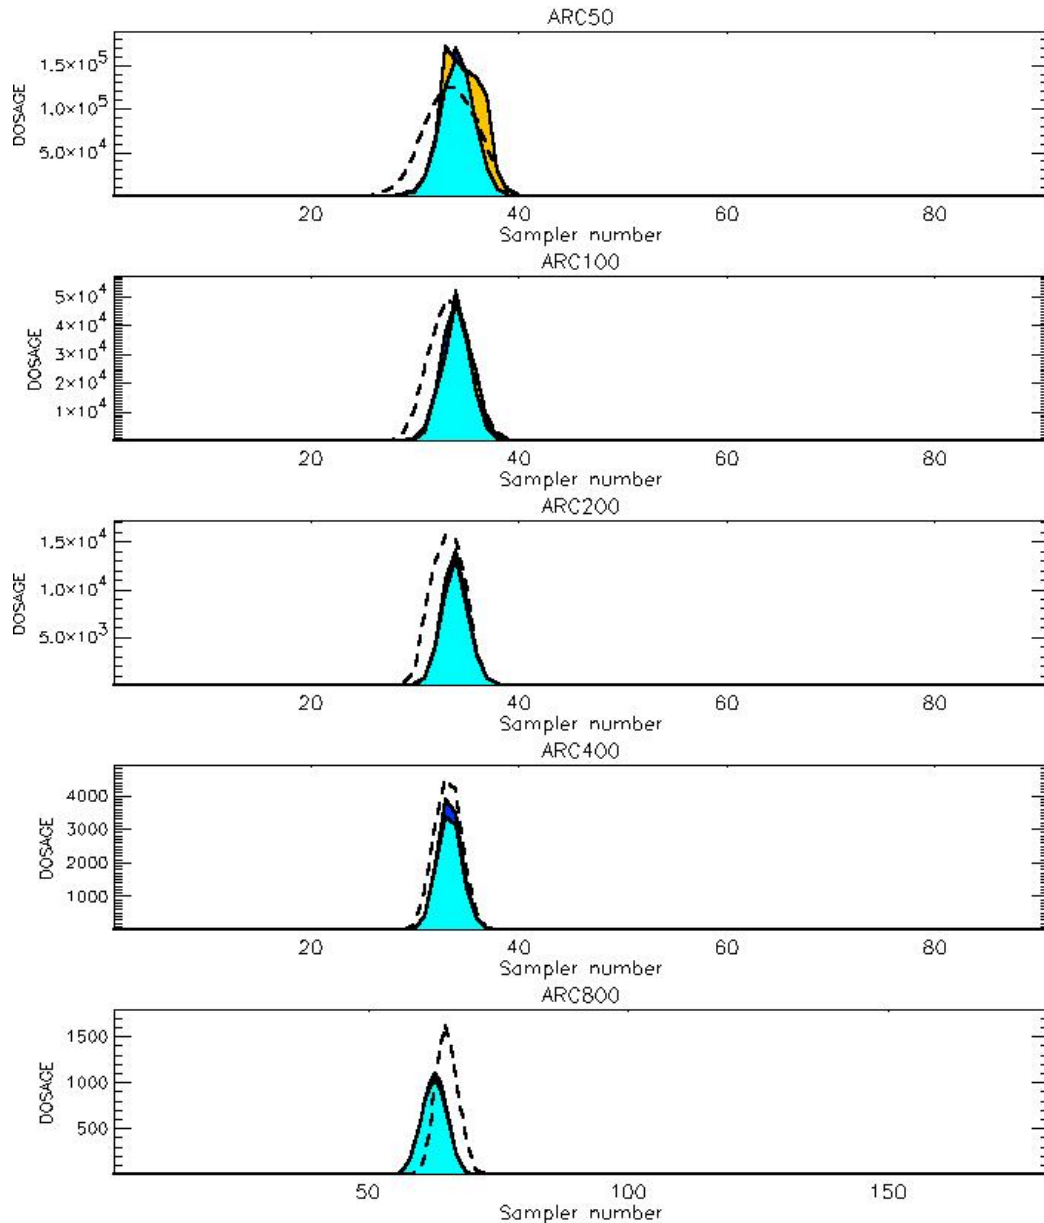 ARC50
1.5×10⁵
1.0×10⁵
5.0×10⁴
DOSAGE
20 40 60 80
Sampler number
ARC100
5×10⁴
4×10⁴
3×10⁴
2×10⁴
1×10⁴
DOSAGE
20 40 60 80
Sampler number
ARC200
1.5×10⁴
1.0×10⁴
5.0×10³
DOSAGE
20 40 60 80
Sampler number
ARC400
4000
3000
2000
1000
DOSAGE
20 40 60 80
Sampler number
ARC800
1500
1000
500
DOSAGE
50 100 150
Sampler number